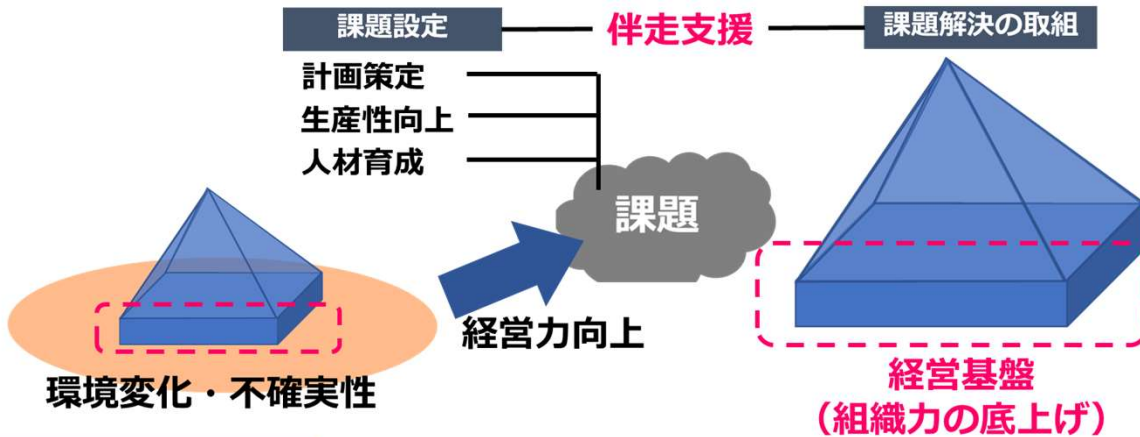 課題設定
伴走支援
課題解決の取組
計画策定
生産性向上
人材育成
課題
経営力向上
環境変化・不確実性
経営基盤
（組織力の底上げ）